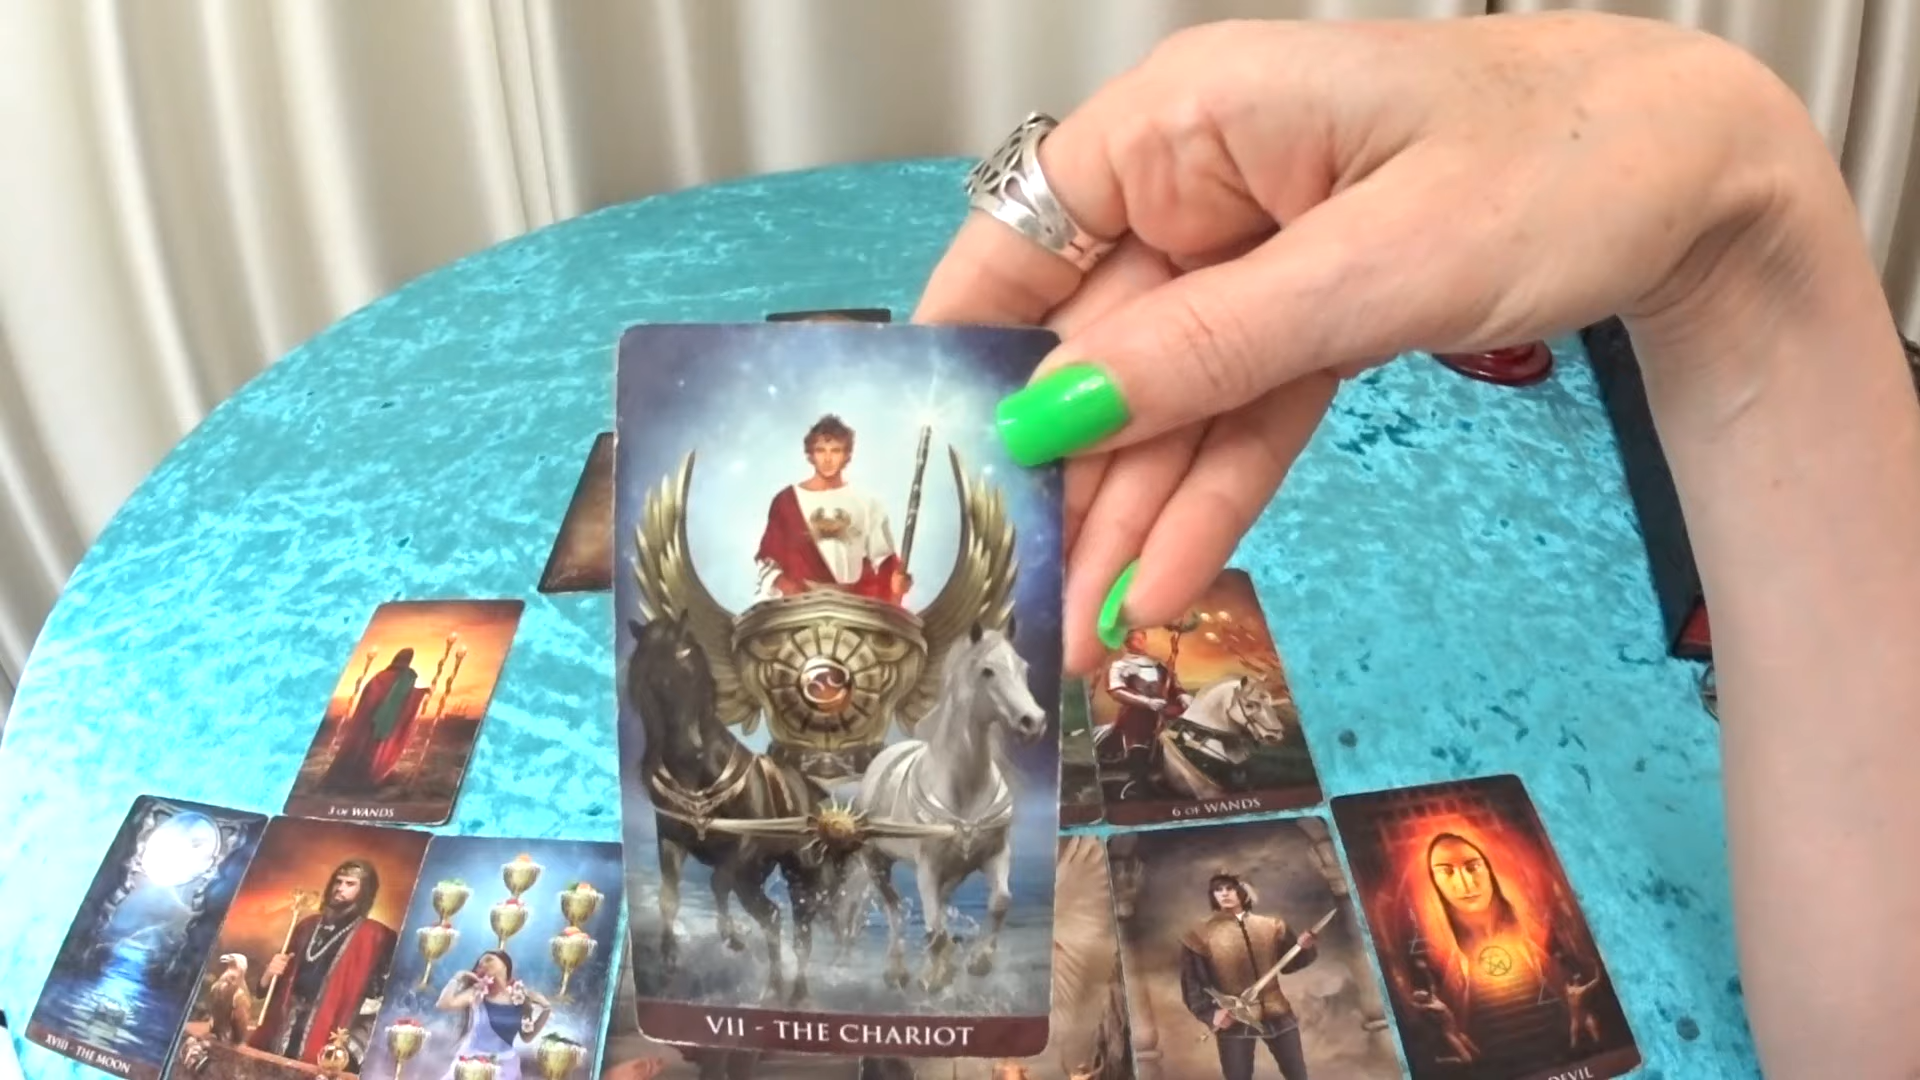 3 OF WANDS
6 OF WANDS
XVIII - THE MOON
VII - THE CHARIOT
DEVIL